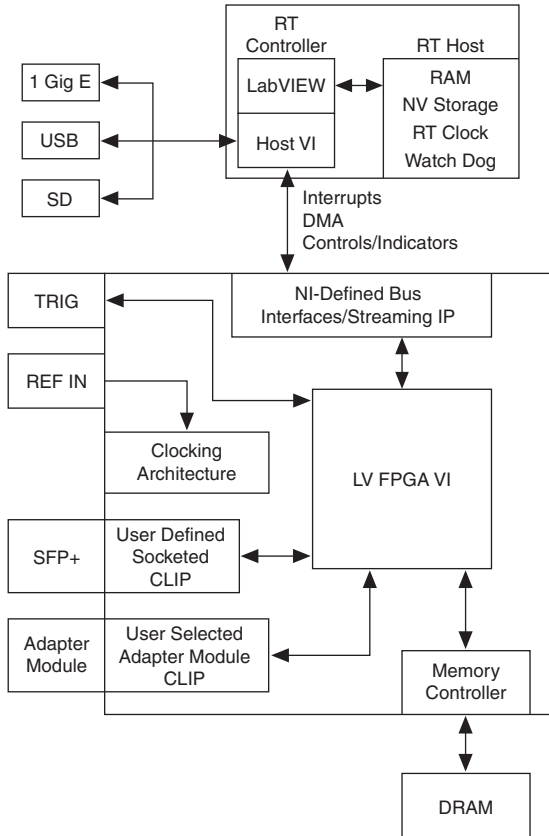 RT
Controller
RT Host
1 Gig E
LabVIEW
RAM
NV Storage
RT Clock
Watch Dog
USB
Host VI
SD
Interrupts
DMA
Controls/Indicators
TRIG
NI-Defined Bus
Interfaces/Streaming IP
REF IN
Clocking
Architecture
LV FPGA VI
SFP+
User Defined
Socketed
CLIP
Adapter
Module
User Selected
Adapter Module
CLIP
Memory
Controller
DRAM